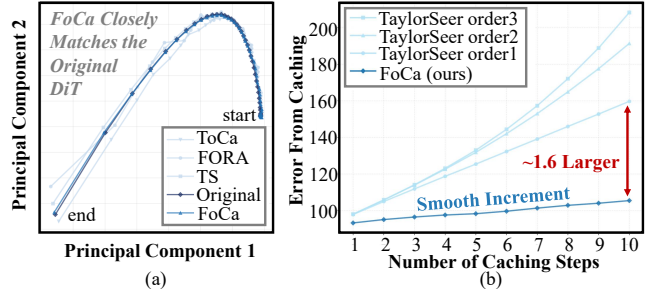 FoCa Closely
Matches the
Original
DiT
Principal Component 2
start
end
ToCa
FORA
TS
Original
FoCa
Principal Component 1
(a)
Error From Caching
200
180
160
140
120
100
TaylorSeer order3
TaylorSeer order2
TaylorSeer order1
FoCa (ours)
~1.6 Larger
Smooth Increment
1 2 3 4 5 6 7 8 9 10
Number of Caching Steps
(b)